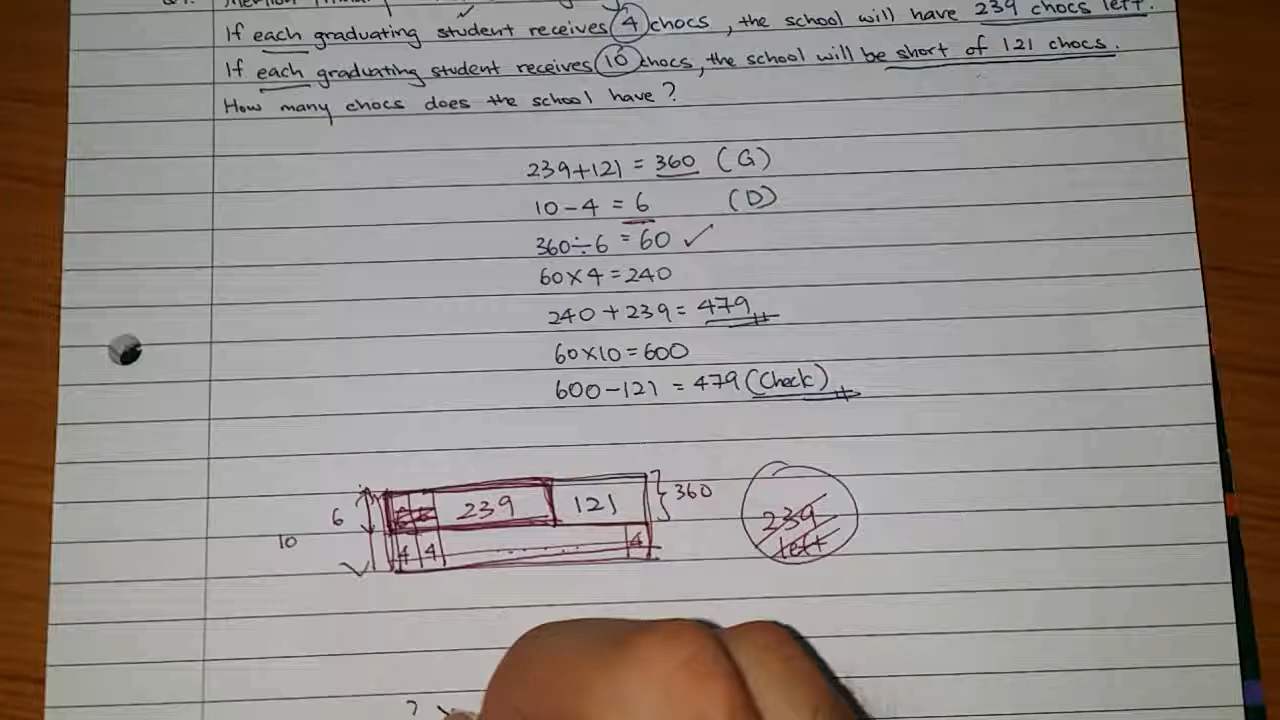 If each graduating student receives 4 chocs, the school will have 239 chocs left.
If each graduating student receives 10 chocs, the school will be short of 121 chocs.
How many chocs does the school have?
239+121 = 360 (G)
10-4 = 6 (D)
360÷6 = 60 ✓
60×4=240
240+239=479
60×10=600
600-121 = 479 (Check)
6 239 121 } 360
10 4 4 ........ 4
239
left
?